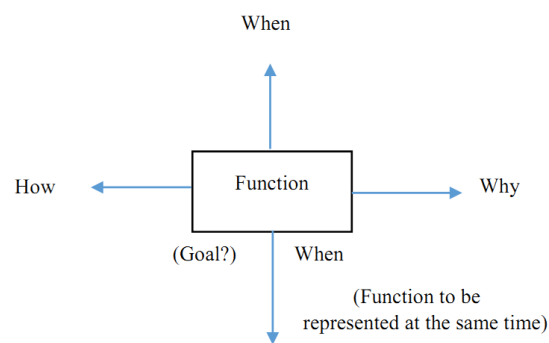 When
How
Function
Why
(Goal?)
When
(Function to be
represented at the same time)